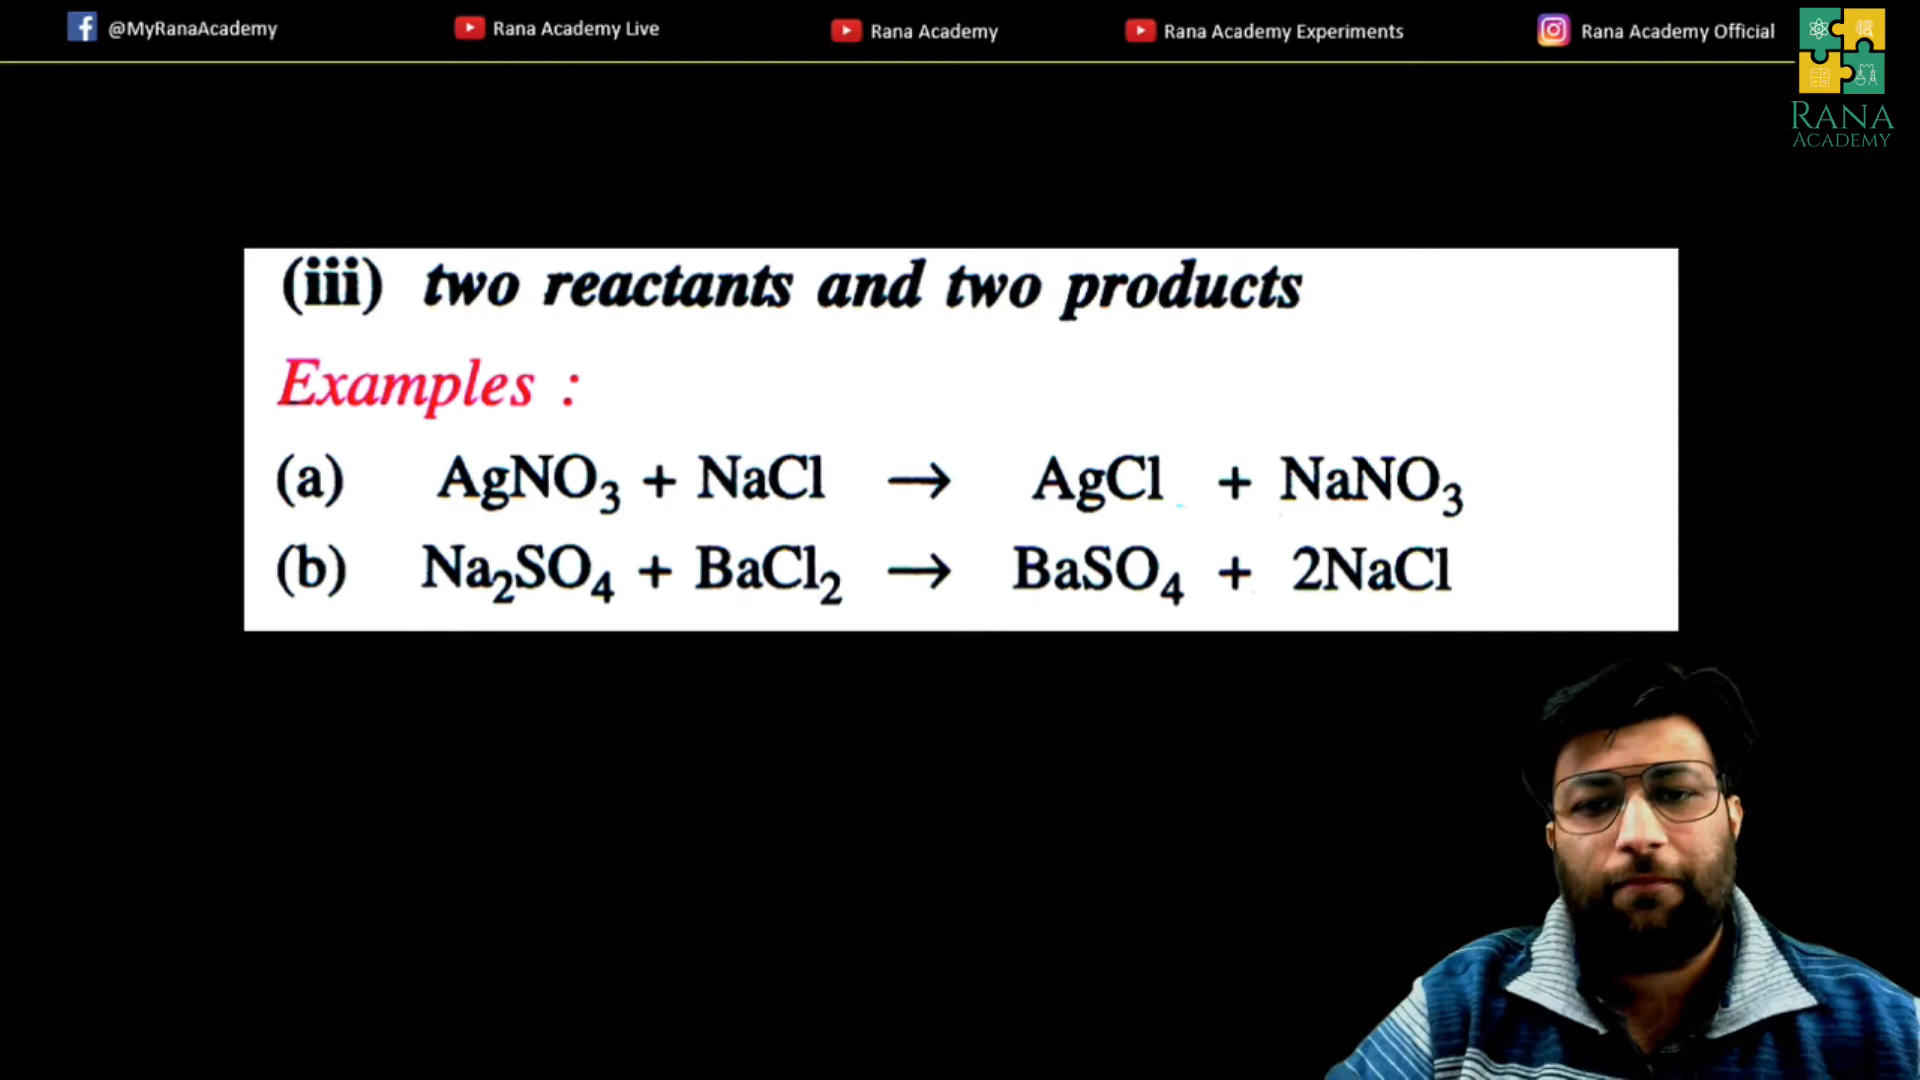 @MyRanaAcademy
Rana Academy Live
Rana Academy
Rana Academy Experiments
Rana Academy Official
RANA
ACADEMY
(iii) two reactants and two products
Examples :
(a) AgNO₃ + NaCl → AgCl + NaNO₃
(b) Na₂SO₄ + BaCl₂ → BaSO₄ + 2NaCl